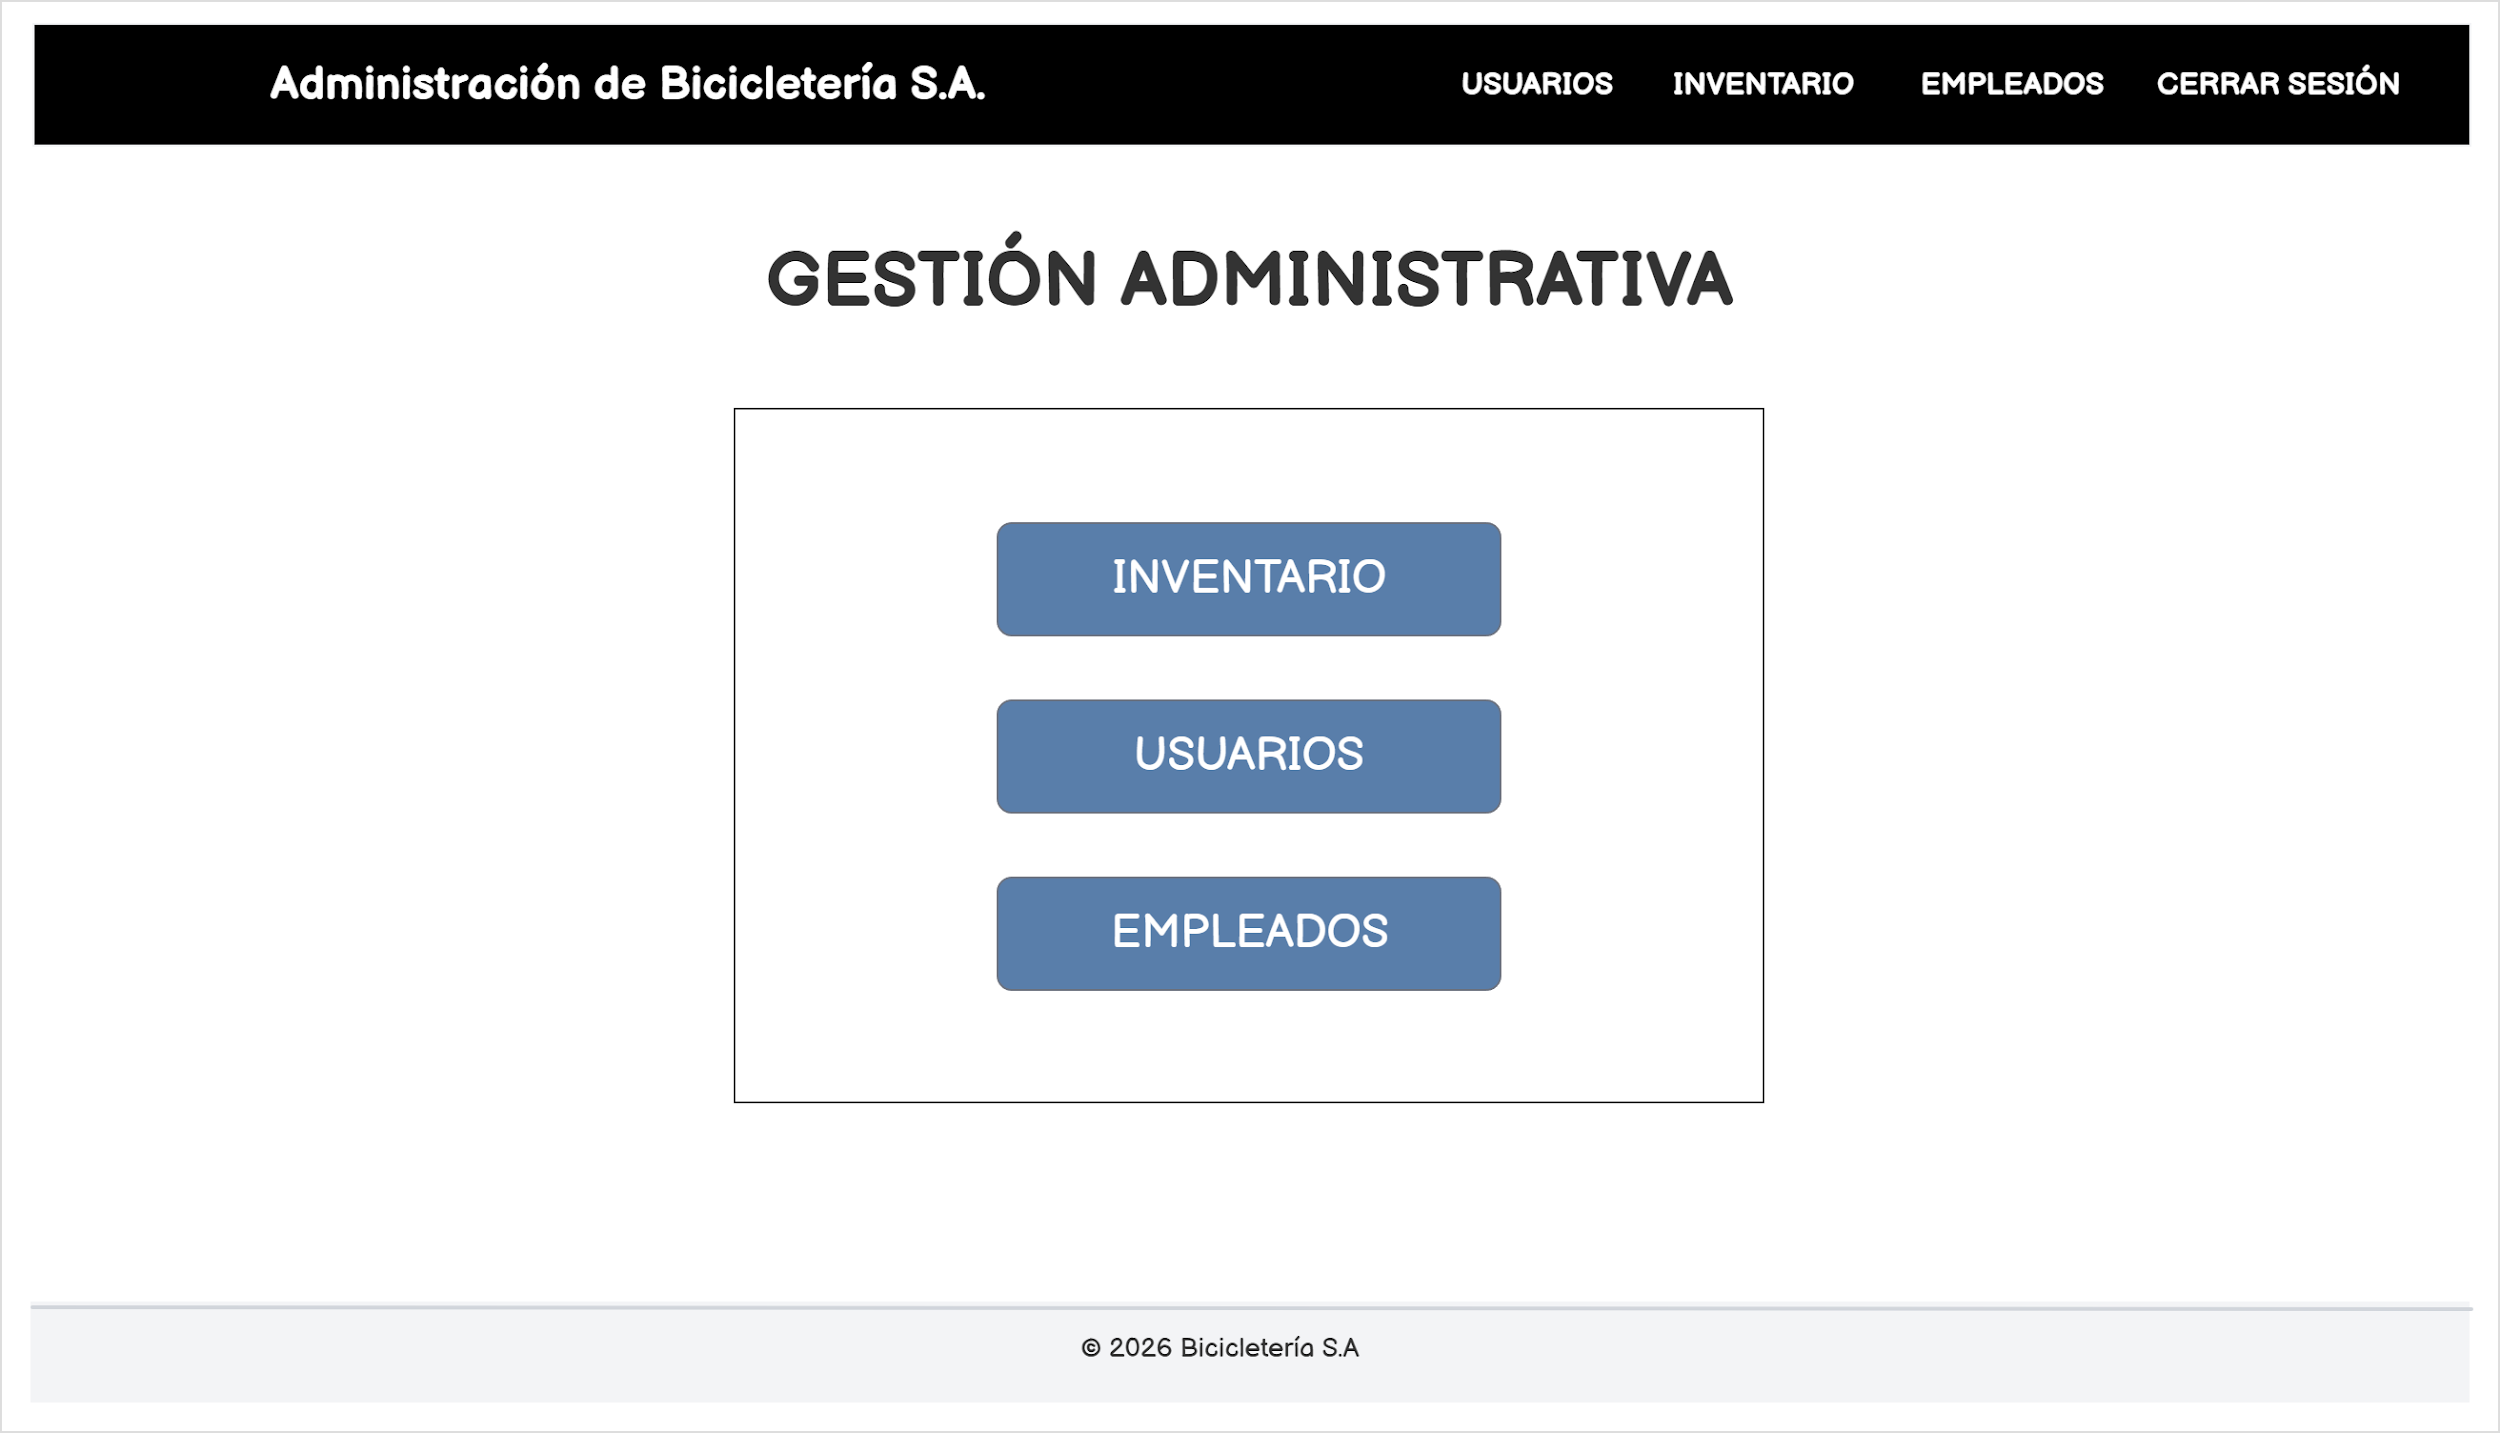 Administración de Bicicletería S.A.
USUARIOS INVENTARIO EMPLEADOS CERRAR SESIÓN
GESTIÓN ADMINISTRATIVA
INVENTARIO
USUARIOS
EMPLEADOS
© 2026 Bicicletería S.A